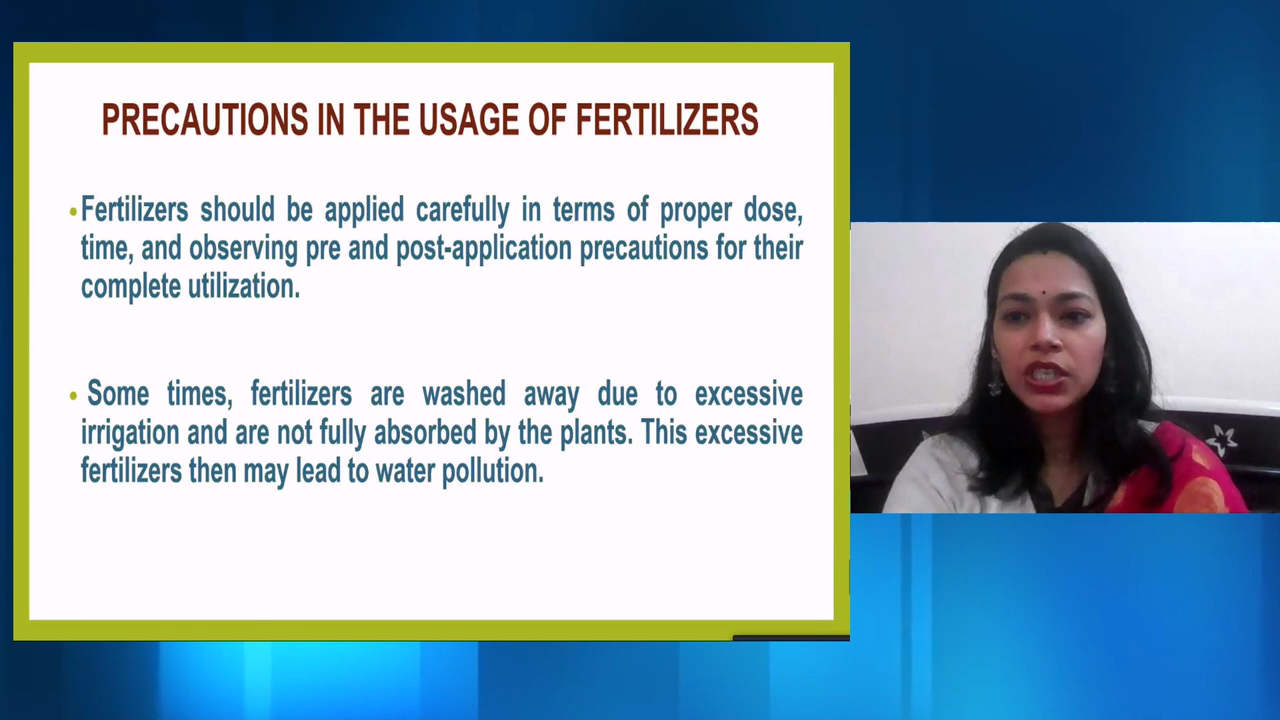 PRECAUTIONS IN THE USAGE OF FERTILIZERS
•Fertilizers should be applied carefully in terms of proper dose,
time, and observing pre and post-application precautions for their
complete utilization.
• Some times, fertilizers are washed away due to excessive
irrigation and are not fully absorbed by the plants. This excessive
fertilizers then may lead to water pollution.